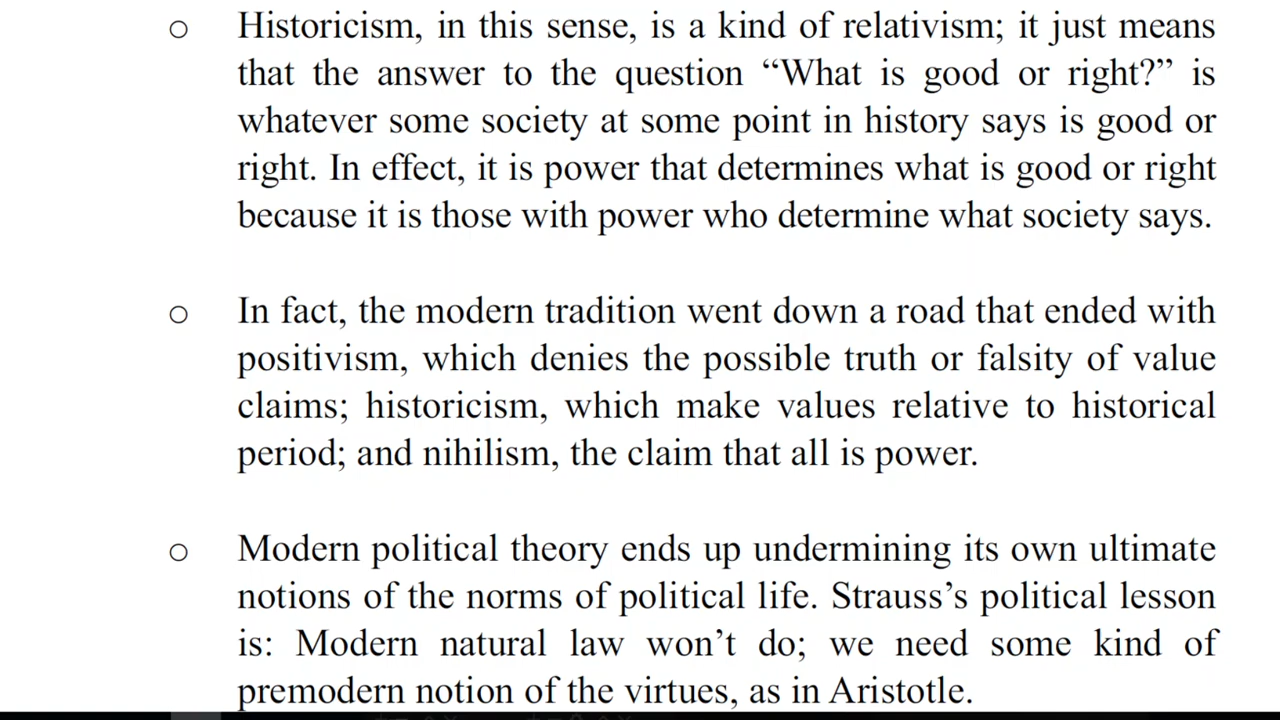 o Historicism, in this sense, is a kind of relativism; it just means
that the answer to the question “What is good or right?” is
whatever some society at some point in history says is good or
right. In effect, it is power that determines what is good or right
because it is those with power who determine what society says.
o In fact, the modern tradition went down a road that ended with
positivism, which denies the possible truth or falsity of value
claims; historicism, which make values relative to historical
period; and nihilism, the claim that all is power.
o Modern political theory ends up undermining its own ultimate
notions of the norms of political life. Strauss’s political lesson
is: Modern natural law won’t do; we need some kind of
premodern notion of the virtues, as in Aristotle.